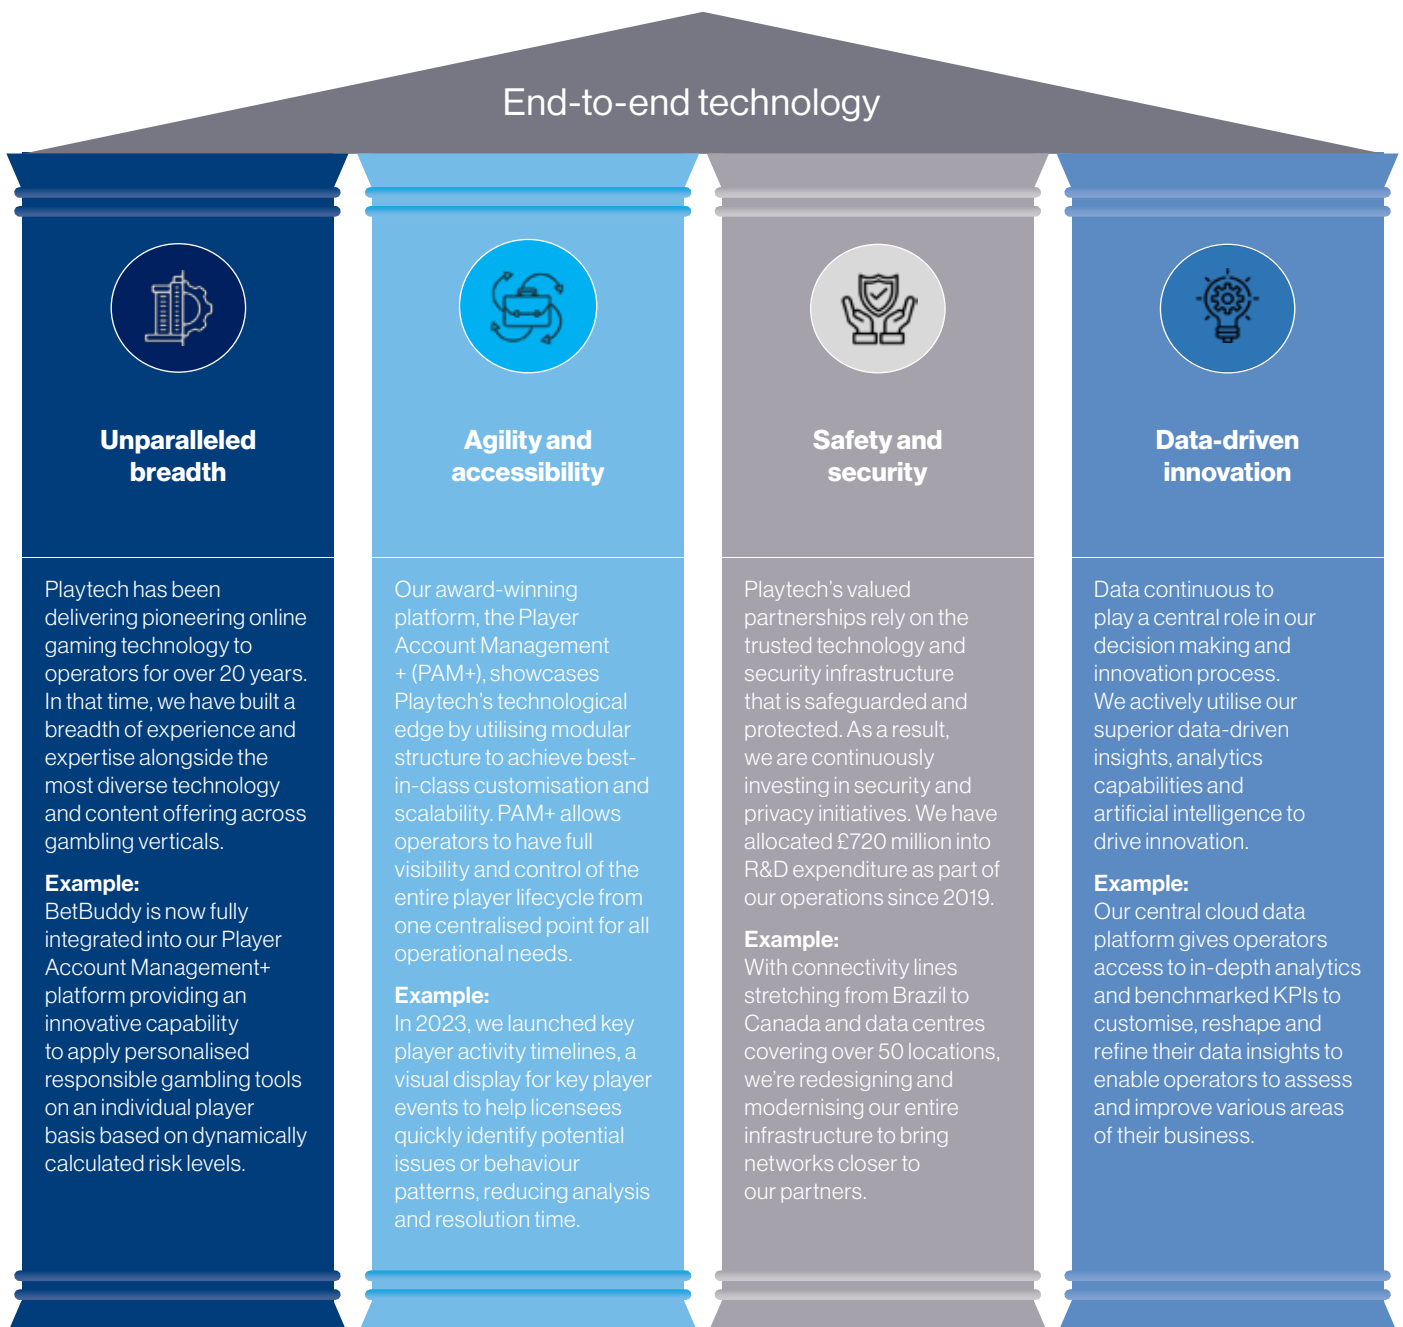 End-to-end technology
Unparalleled
breadth
Playtech has been
delivering pioneering online
gaming technology to
operators for over 20 years.
In that time, we have built a
breadth of experience and
expertise alongside the
most diverse technology
and content offering across
gambling verticals.
Example:
BetBuddy is now fully
integrated into our Player
Account Management+
platform providing an
innovative capability
to apply personalised
responsible gambling tools
on an individual player
basis based on dynamically
calculated risk levels.
Agility and
accessibility
Our award-winning
platform, the Player
Account Management
+ (PAM+), showcases
Playtech's technological
edge by utilising modular
structure to achieve best-
in-class customisation and
scalability. PAM+ allows
operators to have full
visibility and control of the
entire player lifecycle from
one centralised point for all
operational needs.
Example:
In 2023, we launched key
player activity timelines, a
visual display for key player
events to help licensees
quickly identify potential
issues or behaviour
patterns, reducing analysis
and resolution time.
Safety and
security
Playtech's valued
partnerships rely on the
trusted technology and
security infrastructure
that is safeguarded and
protected. As a result,
we are continuously
investing in security and
privacy initiatives. We have
allocated £720 million into
R&D expenditure as part of
our operations since 2019.
Example:
With connectivity lines
stretching from Brazil to
Canada and data centres
covering over 50 locations,
we're redesigning and
modernising our entire
infrastructure to bring
networks closer to
our partners.
Data-driven
innovation
Data continuous to
play a central role in our
decision making and
innovation process.
We actively utilise our
superior data-driven
insights, analytics
capabilities and
artificial intelligence to
drive innovation.
Example:
Our central cloud data
platform gives operators
access to in-depth analytics
and benchmarked KPIs to
customise, reshape and
refine their data insights to
enable operators to assess
and improve various areas
of their business.